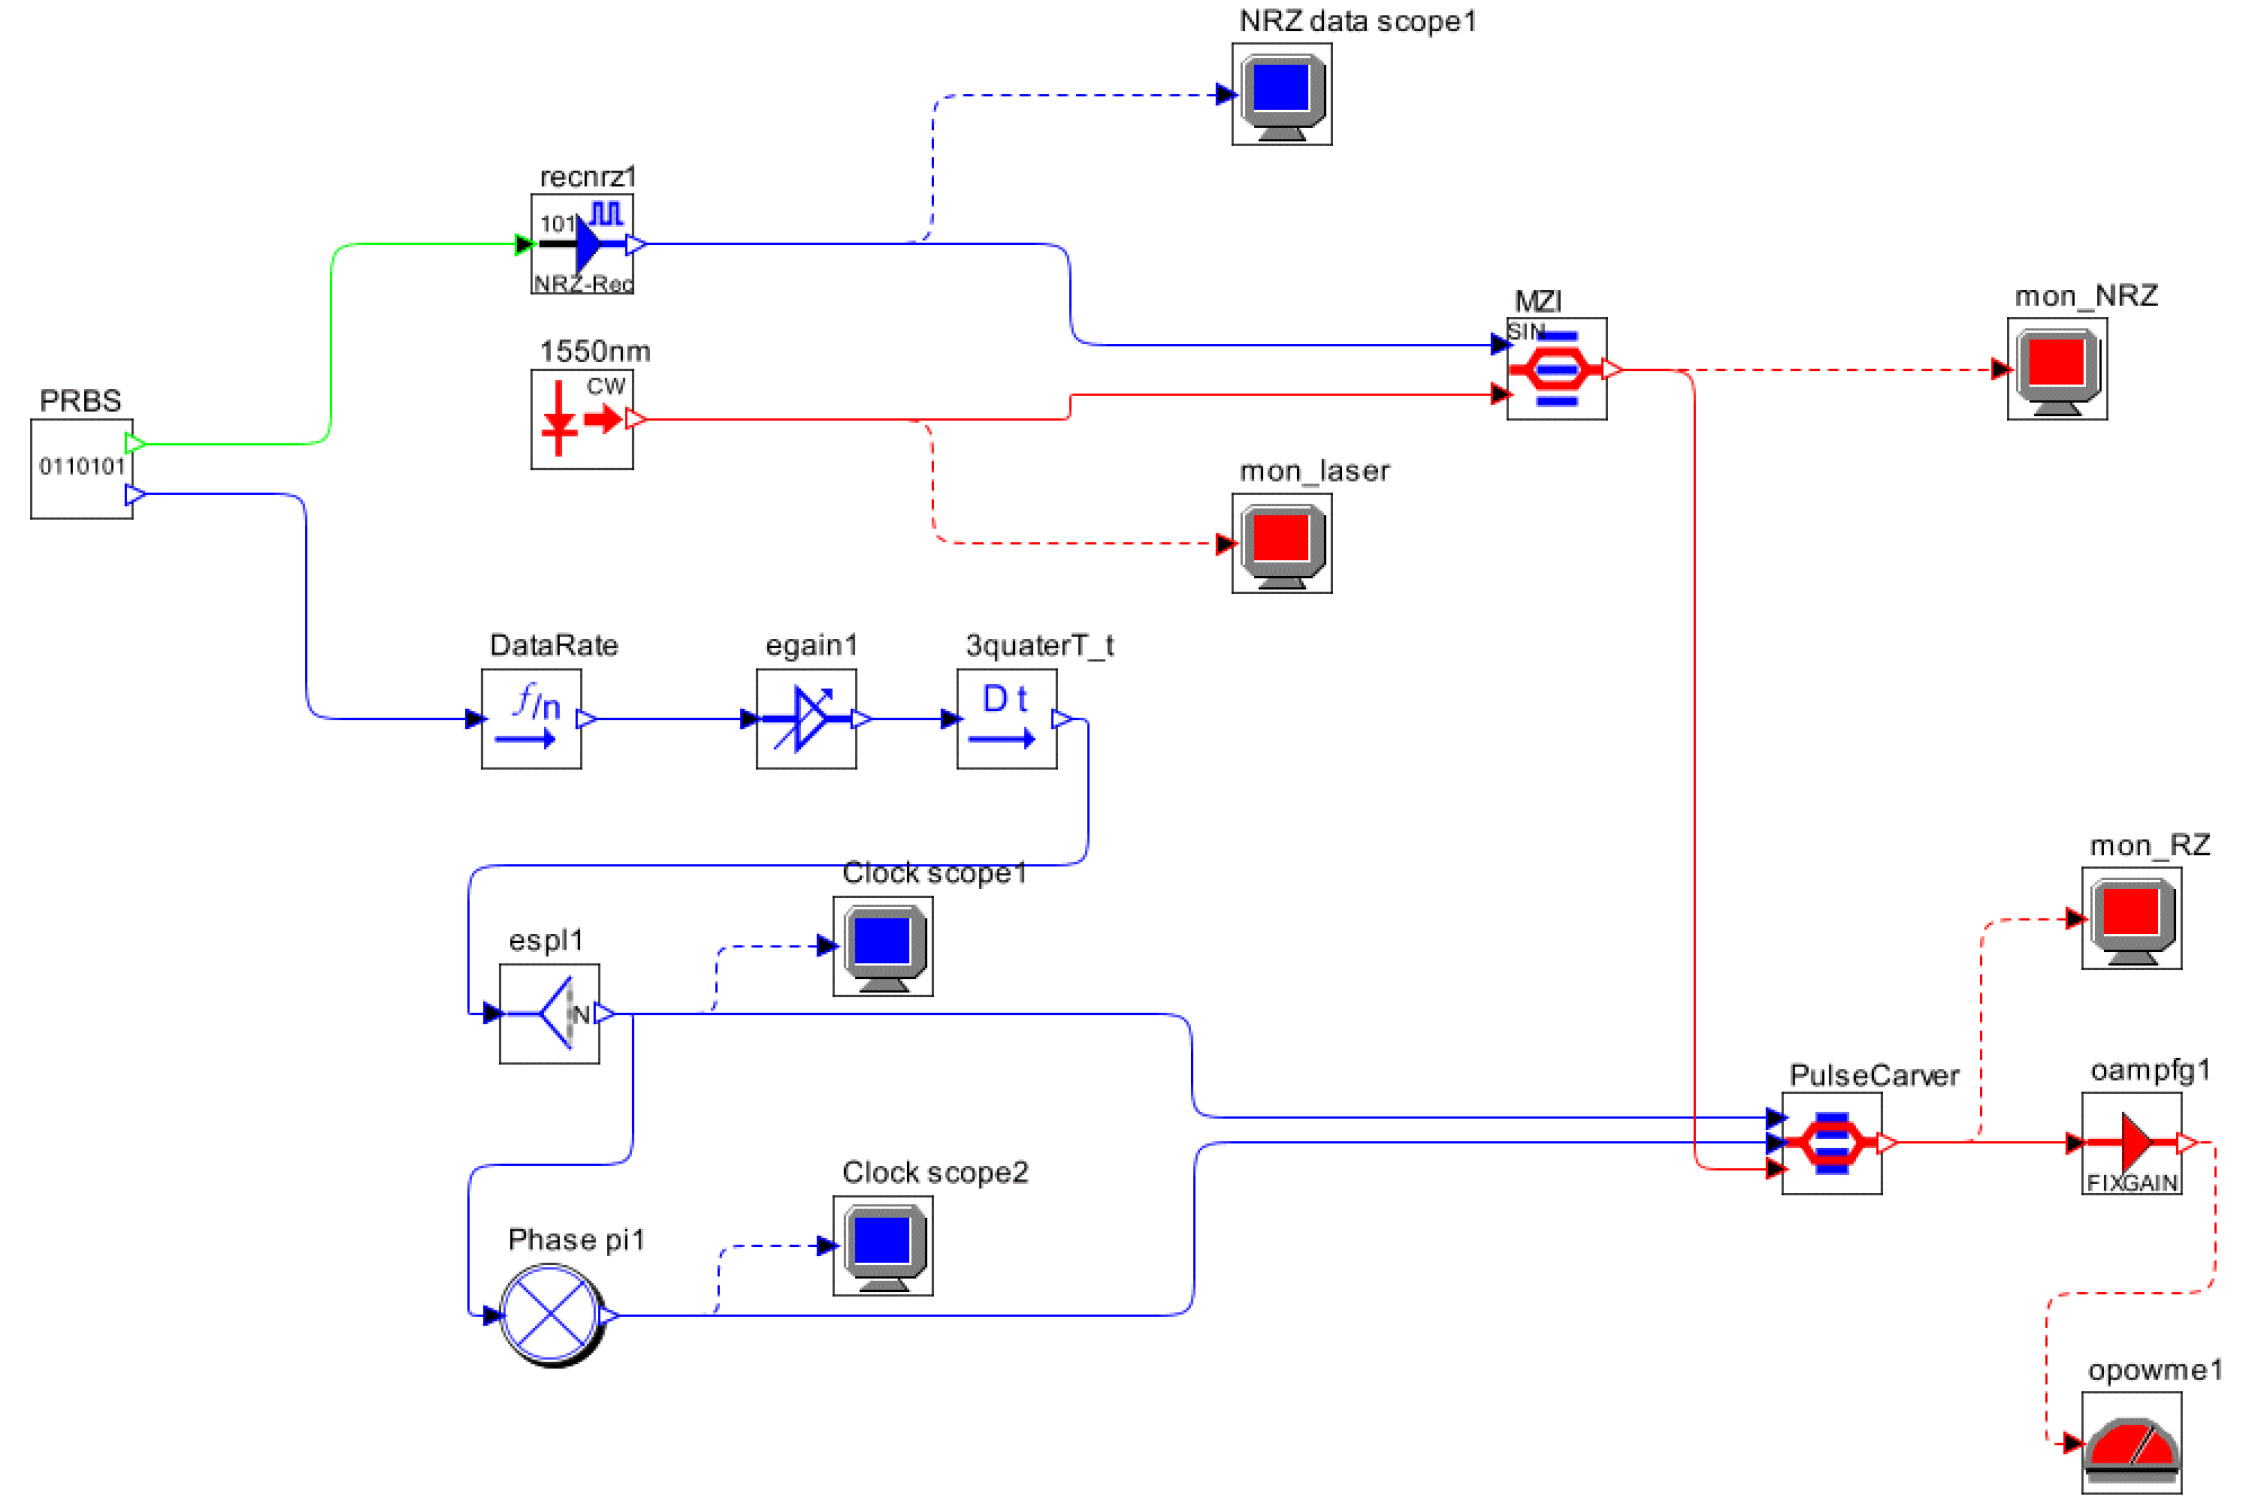 NRZ data scope1
recnrz1
101
NRZ-Rec
1550nm
CW
MZI
SIN
mon_NRZ
PRBS
0110101
mon_laser
DataRate
f/n
egain1
3quaterT_t
D t
Clock scope1
mon_RZ
espl1
N
PulseCarver
oampfg1
FIXGAIN
Clock scope2
Phase pi1
opowme1